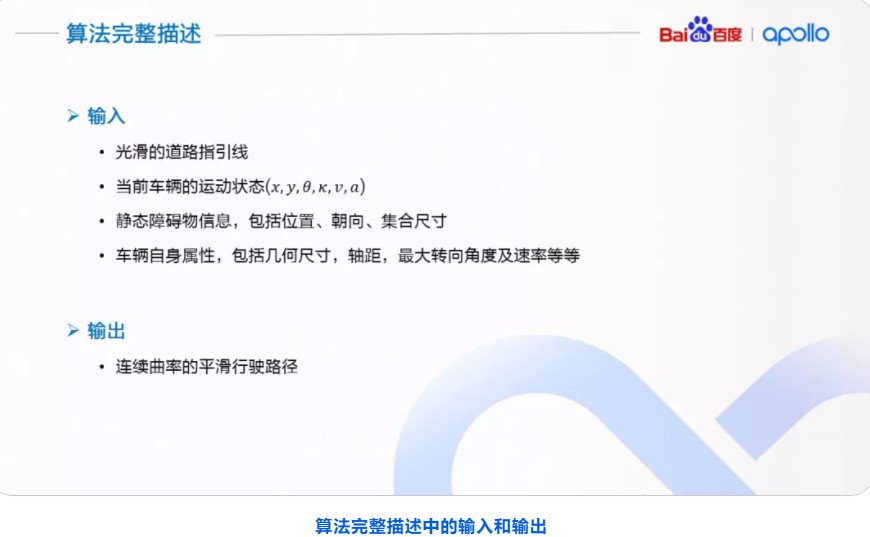 算法完整描述
Bai du 百度 | apollo
➢ 输入
• 光滑的道路指引线
• 当前车辆的运动状态(x, y, θ, κ, v, a)
• 静态障碍物信息，包括位置、朝向、集合尺寸
• 车辆自身属性，包括几何尺寸，轴距，最大转向角度及速率等等
➢ 输出
• 连续曲率的平滑行驶路径
算法完整描述中的输入和输出